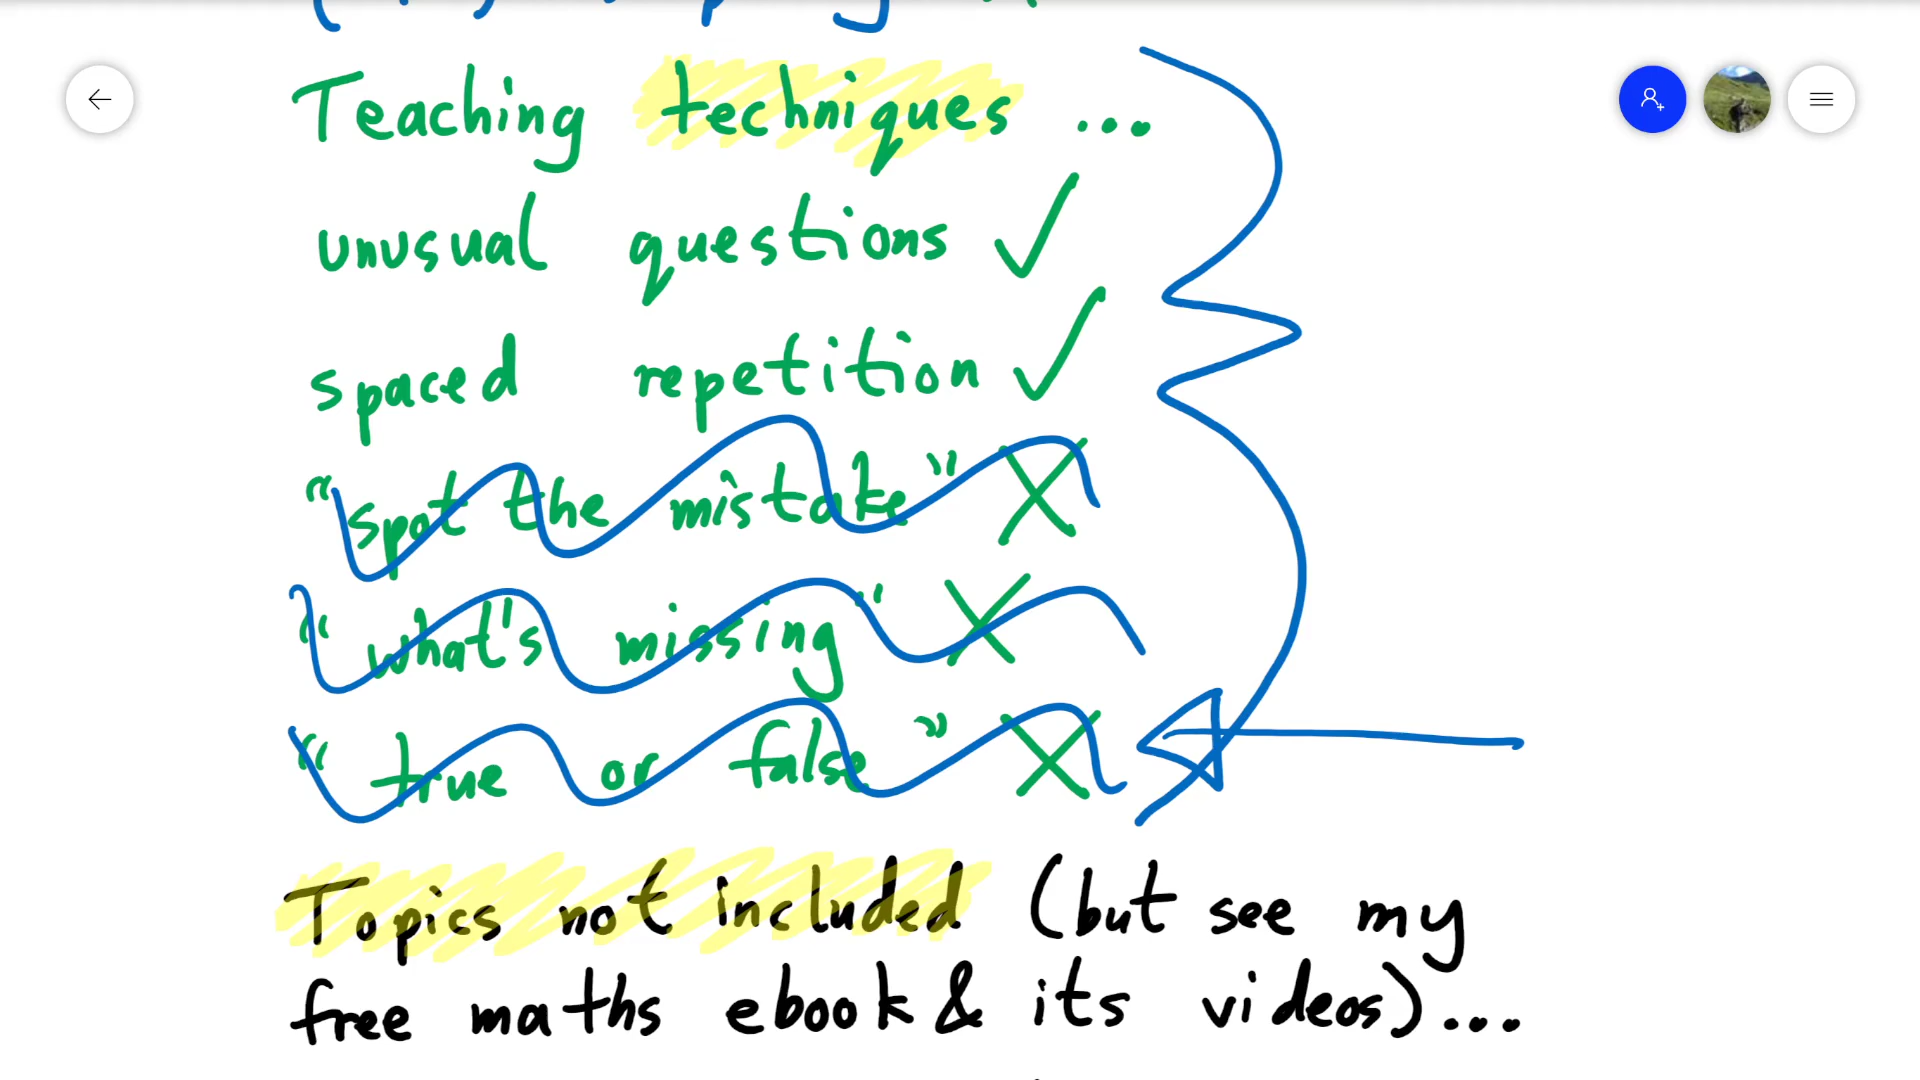 Teaching techniques ...
unusual questions ✓
spaced repetition ✓
"spot the mistake" X
"what's missing" X
"true or false" X
Topics not included (but see my
free maths ebook & its videos)...